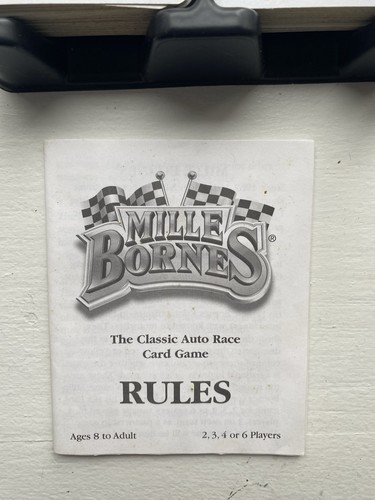 MILLE
BORNES®
The Classic Auto Race
Card Game
RULES
Ages 8 to Adult
2, 3, 4 or 6 Players